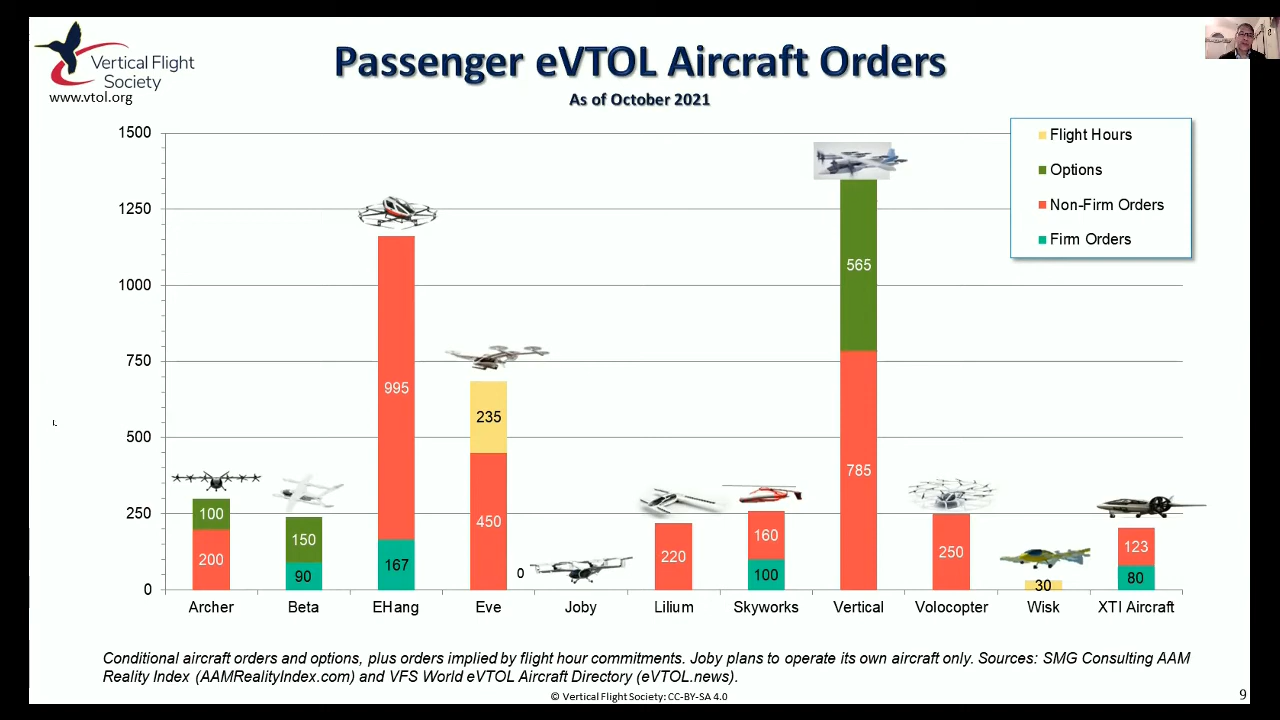 Vertical Flight
Society
www.vtol.org
Passenger eVTOL Aircraft Orders
As of October 2021
1500
1250
1000
750
500
250
0
Flight Hours
Options
Non-Firm Orders
Firm Orders
100
200
150
90
995
167
235
450
0
220
160
100
565
785
250
30
123
80
Archer
Beta
EHang
Eve
Joby
Lilium
Skyworks
Vertical
Volocopter
Wisk
XTI Aircraft
Conditional aircraft orders and options, plus orders implied by flight hour commitments. Joby plans to operate its own aircraft only. Sources: SMG Consulting AAM
Reality Index (AAMRealityIndex.com) and VFS World eVTOL Aircraft Directory (eVTOL.news).
© Vertical Flight Society: CC-BY-SA 4.0
9